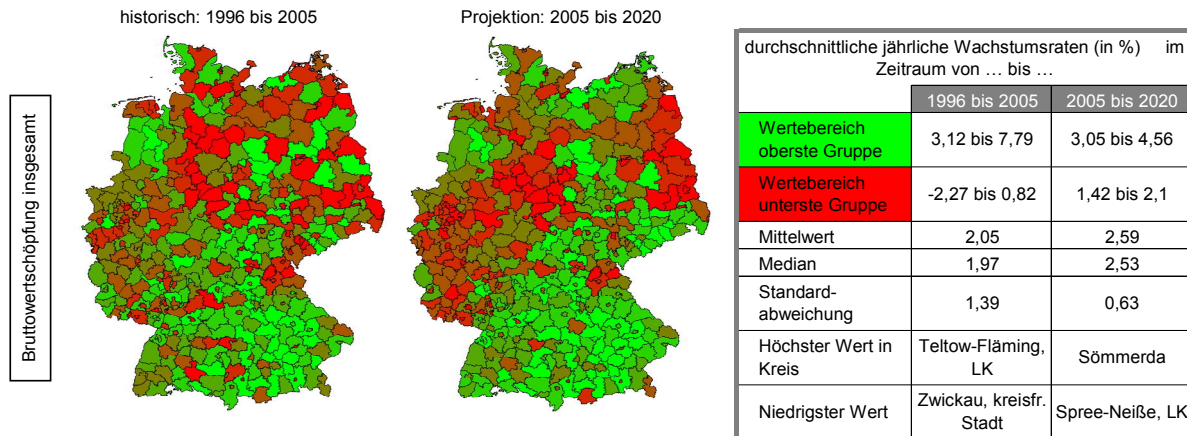 historisch: 1996 bis 2005
Projektion: 2005 bis 2020
Bruttowertschöpfung insgesamt
durchschnittliche jährliche Wachstumsraten (in %) im
Zeitraum von ... bis ...
1996 bis 2005 2005 bis 2020
Wertebereich
oberste Gruppe
3,12 bis 7,79 3,05 bis 4,56
Wertebereich
unterste Gruppe
-2,27 bis 0,82 1,42 bis 2,1
Mittelwert 2,05 2,59
Median 1,97 2,53
Standard-
abweichung
1,39 0,63
Höchster Wert in
Kreis
Teltow-Fläming,
LK
Sömmerda
Niedrigster Wert
Zwickau, kreisfr.
Stadt
Spree-Neiße, LK